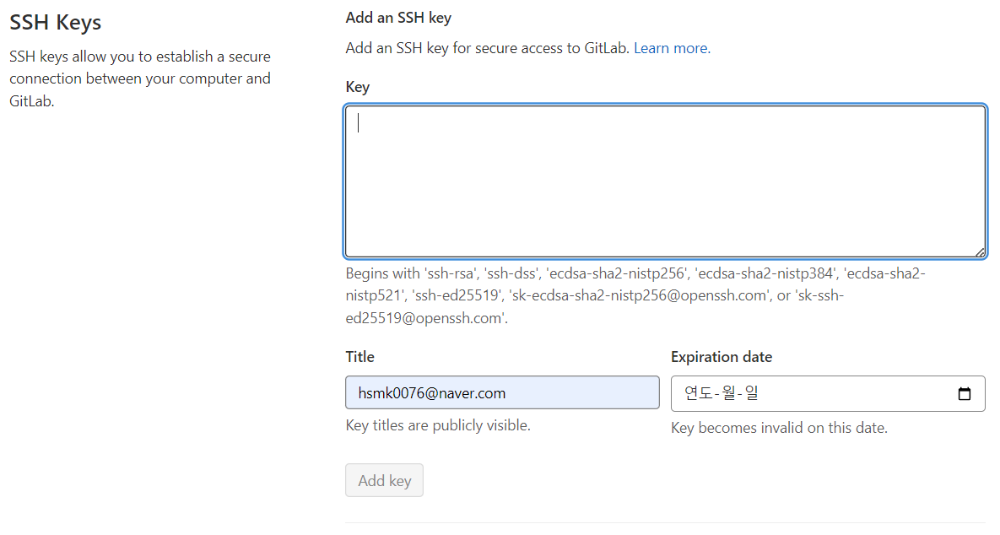 SSH Keys
SSH keys allow you to establish a secure
connection between your computer and
GitLab.
Add an SSH key
Add an SSH key for secure access to GitLab. Learn more.
Key
Begins with 'ssh-rsa', 'ssh-dss', 'ecdsa-sha2-nistp256', 'ecdsa-sha2-nistp384', 'ecdsa-sha2-
nistp521', 'ssh-ed25519', 'sk-ecdsa-sha2-nistp256@openssh.com', or 'sk-ssh-
ed25519@openssh.com'.
Title
hsmk0076@naver.com
Key titles are publicly visible.
Expiration date
연도-월-일
Key becomes invalid on this date.
Add key